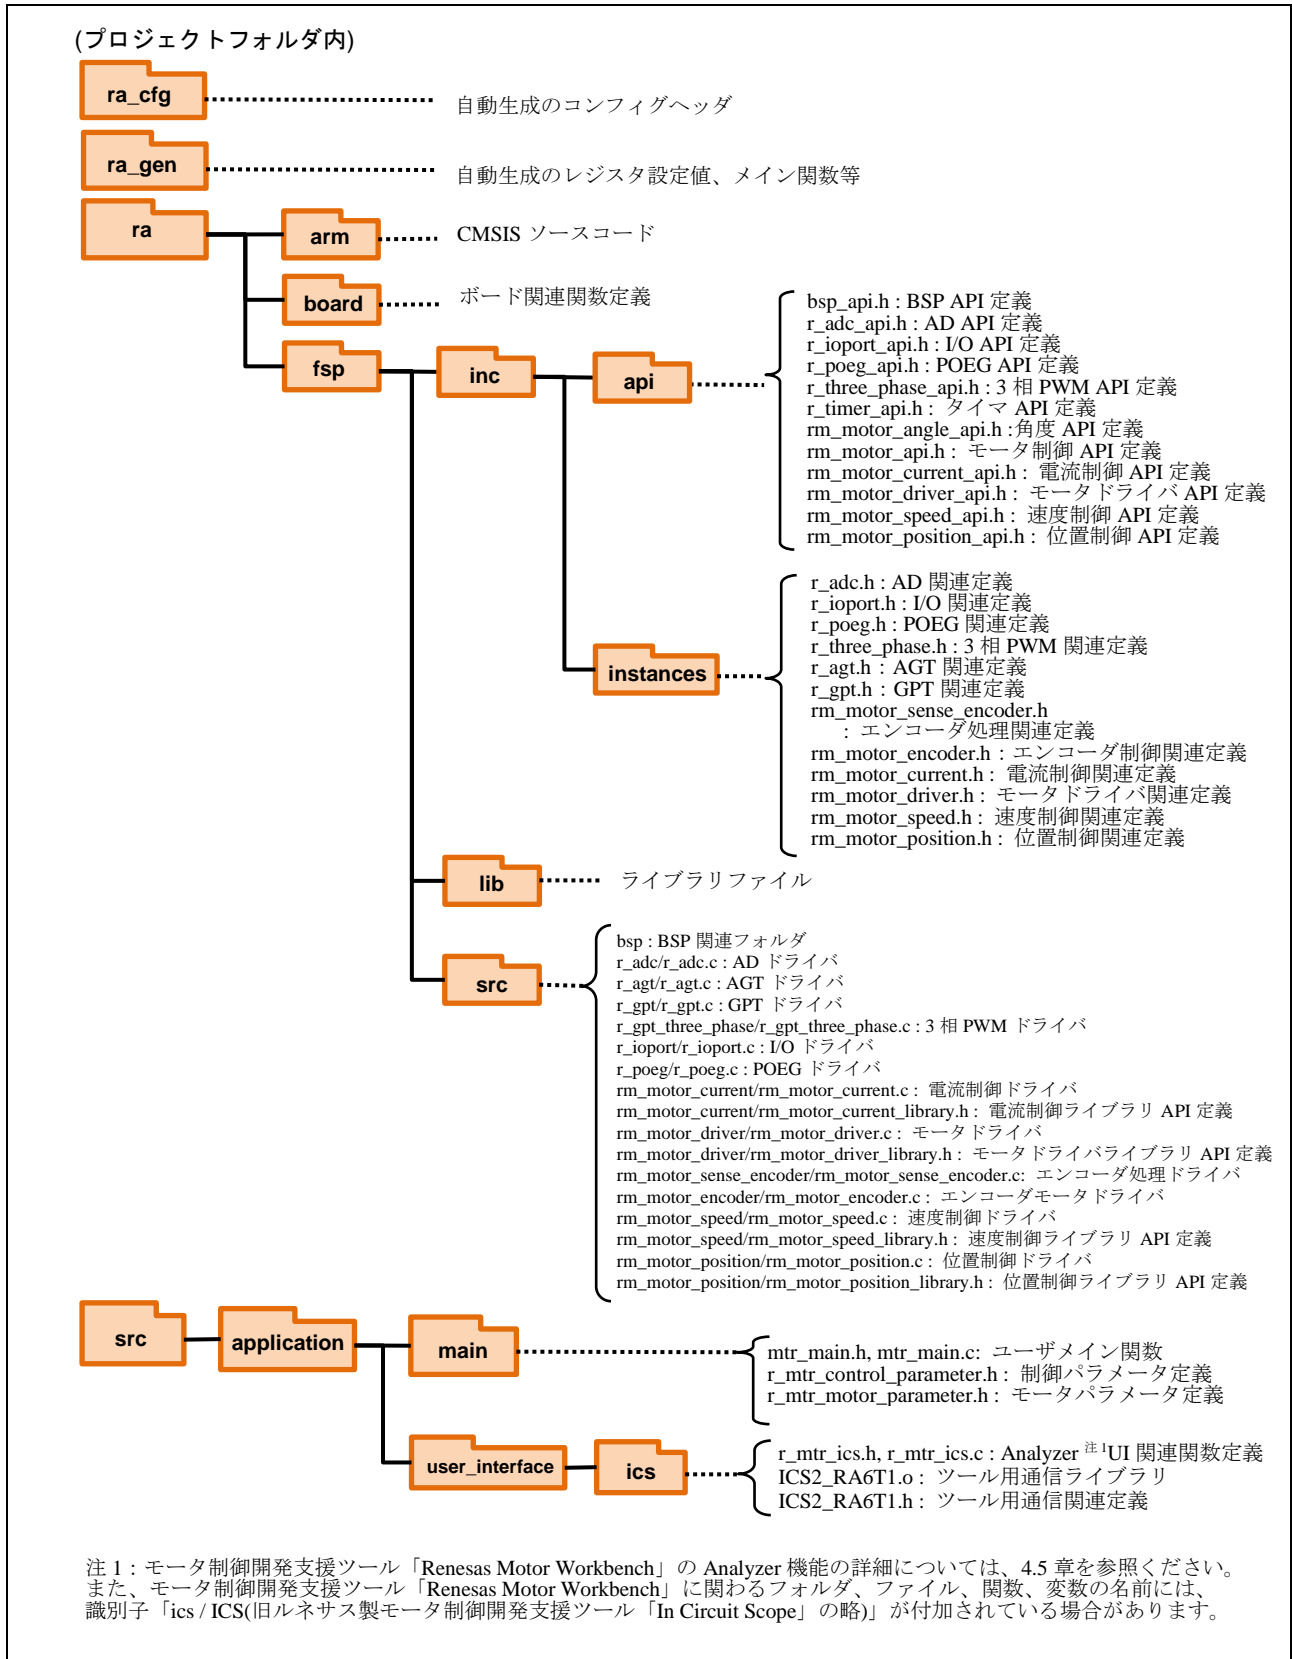 (プロジェクトフォルダ内)
ra_cfg
自動生成のコンフィグヘッダ
ra_gen
自動生成のレジスタ設定値、メイン関数等
ra
arm
CMSIS ソースコード
board
ボード関連関数定義
fsp
inc
api
bsp_api.h : BSP API 定義
r_adc_api.h : AD API 定義
r_ioport_api.h : I/O API 定義
r_poeg_api.h : POEG API 定義
r_three_phase_api.h : 3 相 PWM API 定義
r_timer_api.h : タイマ API 定義
rm_motor_angle_api.h :角度 API 定義
rm_motor_api.h : モータ制御 API 定義
rm_motor_current_api.h : 電流制御 API 定義
rm_motor_driver_api.h : モータドライバ API 定義
rm_motor_speed_api.h : 速度制御 API 定義
rm_motor_position_api.h : 位置制御 API 定義
instances
r_adc.h : AD 関連定義
r_ioport.h : I/O 関連定義
r_poeg.h : POEG 関連定義
r_three_phase.h : 3 相 PWM 関連定義
r_agt.h : AGT 関連定義
r_gpt.h : GPT 関連定義
rm_motor_sense_encoder.h
: エンコーダ処理関連定義
rm_motor_encoder.h : エンコーダ制御関連定義
rm_motor_current.h : 電流制御関連定義
rm_motor_driver.h : モータドライバ関連定義
rm_motor_speed.h : 速度制御関連定義
rm_motor_position.h : 位置制御関連定義
lib
ライブラリファイル
src
bsp : BSP 関連フォルダ
r_adc/r_adc.c : AD ドライバ
r_agt/r_agt.c : AGT ドライバ
r_gpt/r_gpt.c : GPT ドライバ
r_gpt_three_phase/r_gpt_three_phase.c : 3 相 PWM ドライバ
r_ioport/r_ioport.c : I/O ドライバ
r_poeg/r_poeg.c : POEG ドライバ
rm_motor_current/rm_motor_current.c : 電流制御ドライバ
rm_motor_current/rm_motor_current_library.h : 電流制御ライブラリ API 定義
rm_motor_driver/rm_motor_driver.c : モータドライバ
rm_motor_driver/rm_motor_driver_library.h : モータドライバライブラリ API 定義
rm_motor_sense_encoder/rm_motor_sense_encoder.c: エンコーダ処理ドライバ
rm_motor_encoder/rm_motor_encoder.c : エンコーダモータドライバ
rm_motor_speed/rm_motor_speed.c : 速度制御ドライバ
rm_motor_speed/rm_motor_speed_library.h : 速度制御ライブラリ API 定義
rm_motor_position/rm_motor_position.c : 位置制御ドライバ
rm_motor_position/rm_motor_position_library.h : 位置制御ライブラリ API 定義
src
application
main
mtr_main.h, mtr_main.c: ユーザメイン関数
r_mtr_control_parameter.h : 制御パラメータ定義
r_mtr_motor_parameter.h : モータパラメータ定義
user_interface
ics
r_mtr_ics.h, r_mtr_ics.c : Analyzer 注1UI 関連関数定義
ICS2_RA6T1.o : ツール用通信ライブラリ
ICS2_RA6T1.h : ツール用通信関連定義
注 1：モータ制御開発支援ツール「Renesas Motor Workbench」の Analyzer 機能の詳細については、4.5 章を参照ください。
また、モータ制御開発支援ツール「Renesas Motor Workbench」に関わるフォルダ、ファイル、関数、変数の名前には、
識別子「ics / ICS(旧ルネサス製モータ制御開発支援ツール「In Circuit Scope」の略)」が付加されている場合があります。